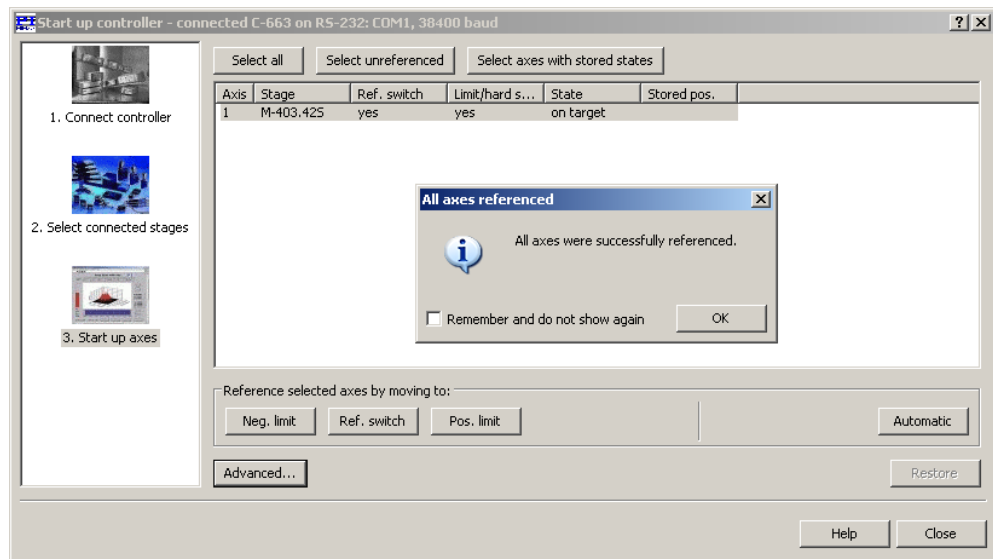 Start up controller - connected C-663 on RS-232: COM1, 38400 baud
Select all Select unreferenced Select axes with stored states
Axis Stage Ref. switch Limit/hard s... State Stored pos.
1 M-403.42S yes yes on target
1. Connect controller
2. Select connected stages
3. Start up axes
All axes referenced
All axes were successfully referenced.
Remember and do not show again OK
Reference selected axes by moving to:
Neg. limit Ref. switch Pos. limit Automatic
Advanced... Restore
Help Close